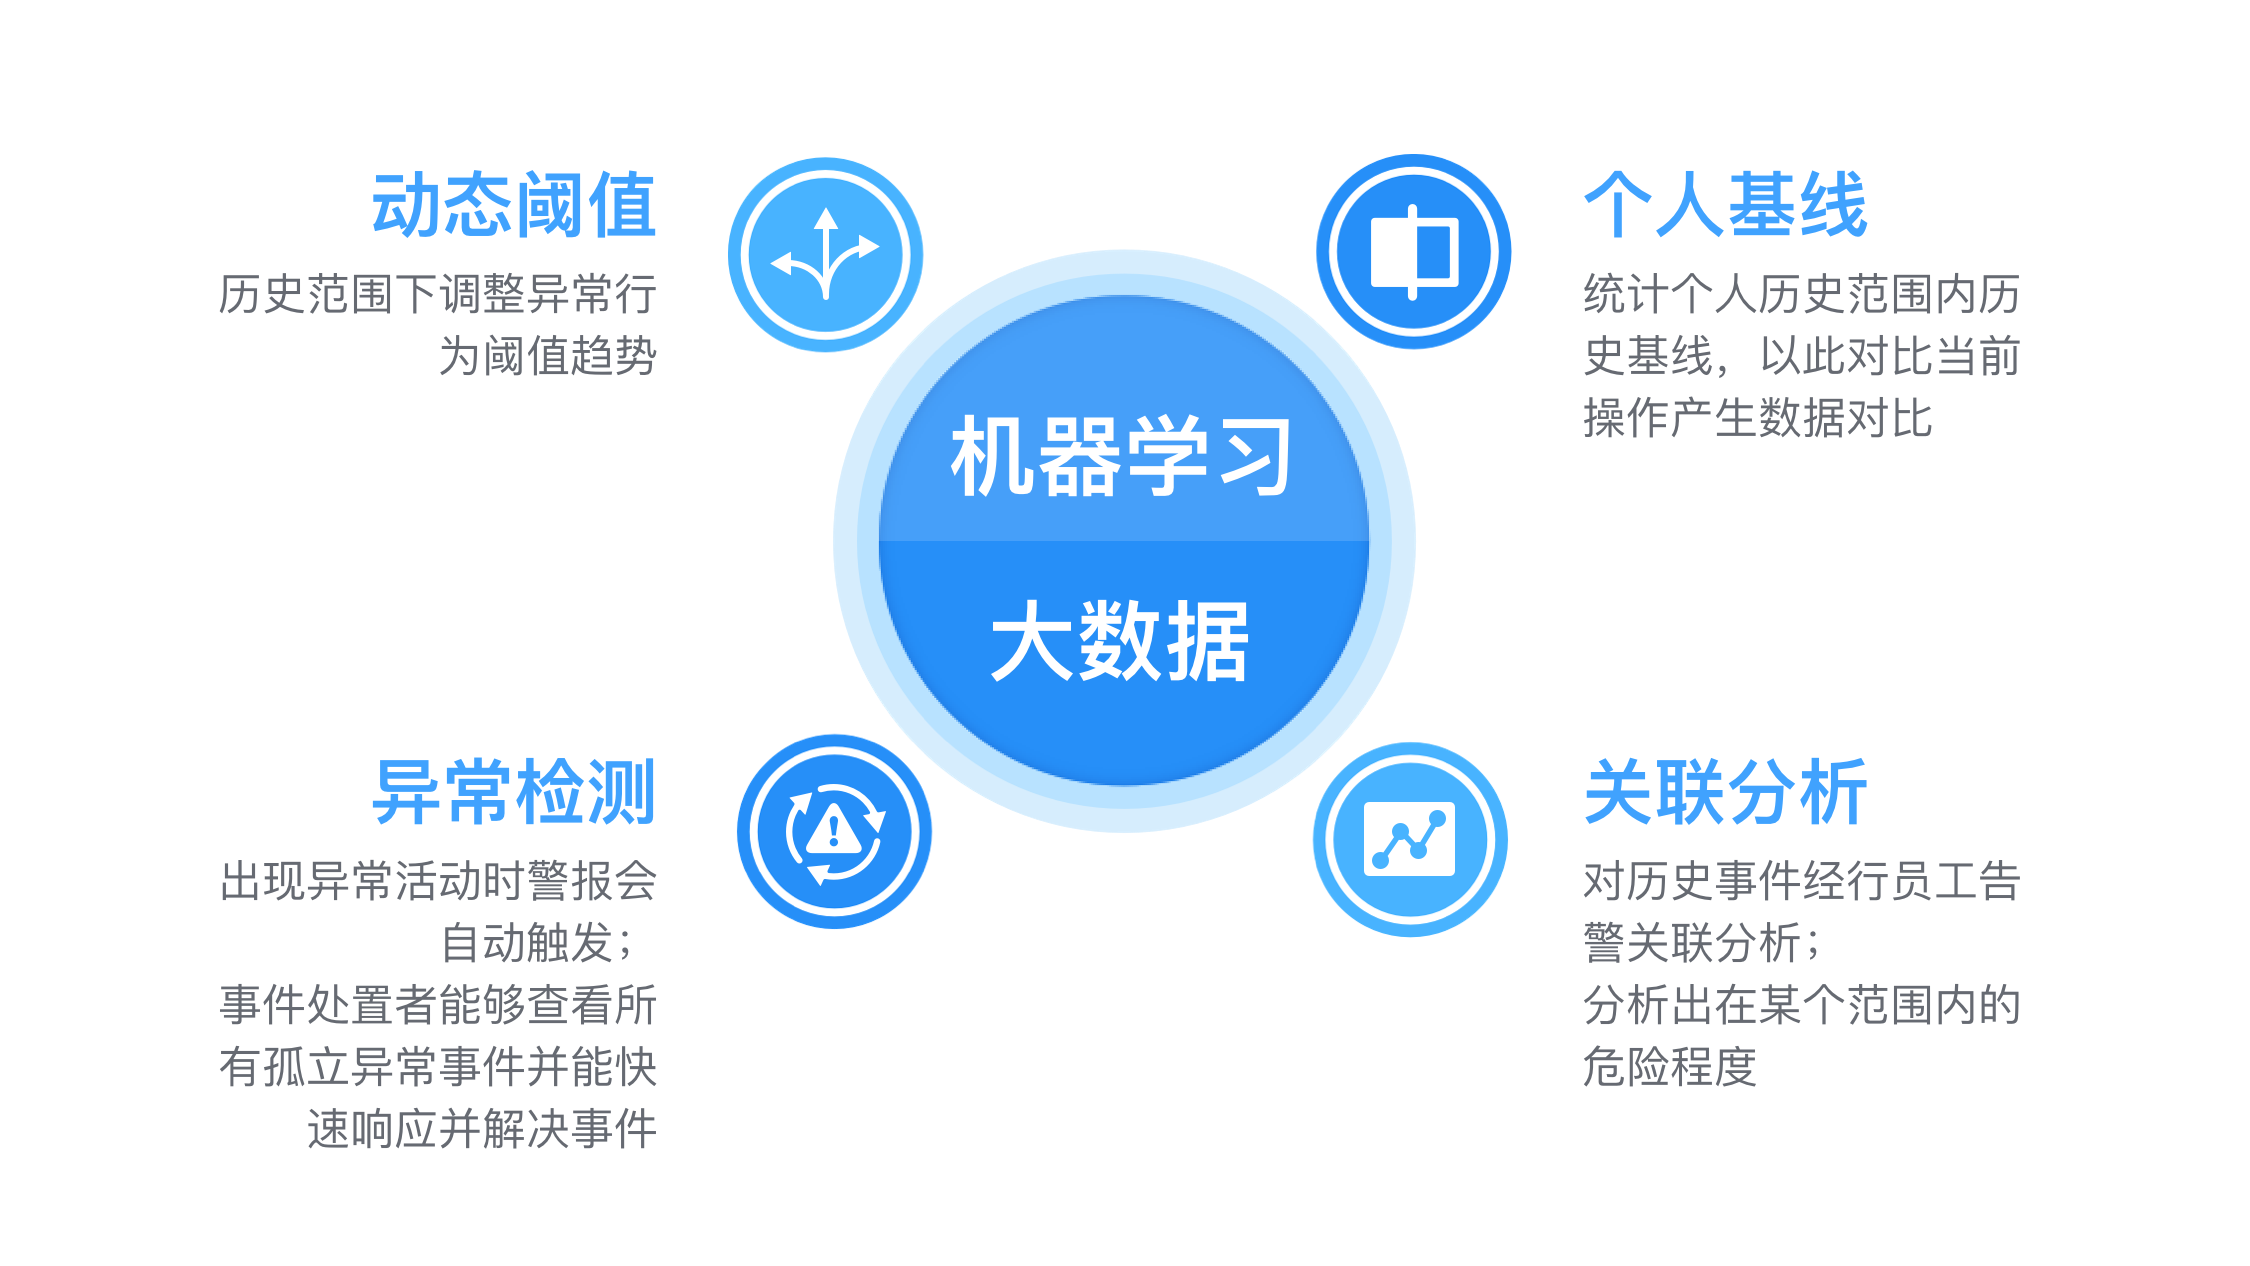 动态阈值
历史范围下调整异常行
为阈值趋势
个人基线
统计个人历史范围内历
史基线，以此对比当前
操作产生数据对比
机器学习
大数据
异常检测
出现异常活动时警报会
自动触发；
事件处置者能够查看所
有孤立异常事件并能快
速响应并解决事件
关联分析
对历史事件经行员工告
警关联分析；
分析出在某个范围内的
危险程度